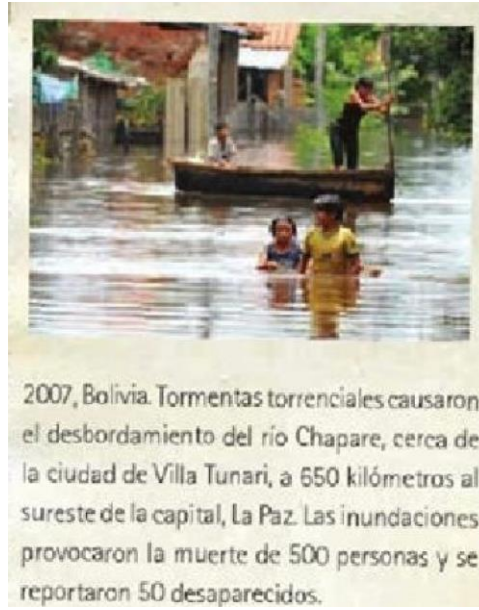 2007, Bolivia. Tormentas torrenciales causaron
el desbordamiento del río Chapare, cerca de
la ciudad de Villa Tunari, a 650 kilómetros al
sureste de la capital, La Paz. Las inundaciones
provocaron la muerte de 500 personas y se
reportaron 50 desaparecidos.